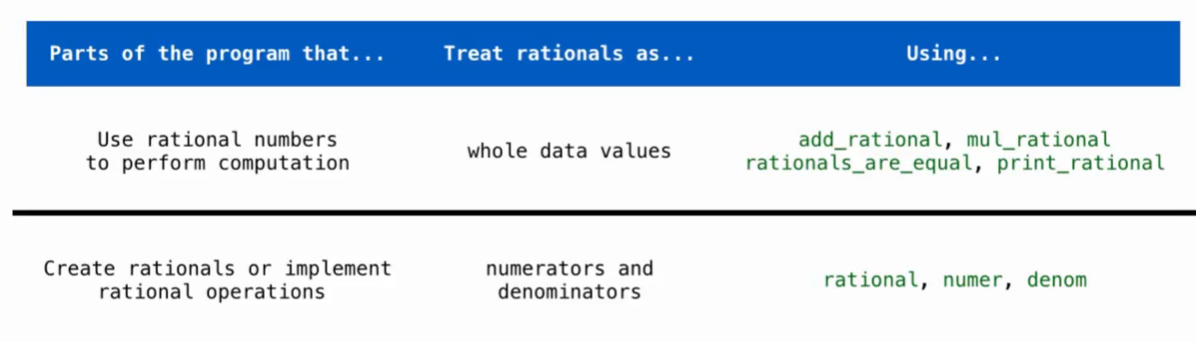 Parts of the program that... Treat rationals as... Using...
Use rational numbers
to perform computation
whole data values
add_rational, mul_rational
rationals_are_equal, print_rational
Create rationals or implement
rational operations
numerators and
denominators
rational, numer, denom